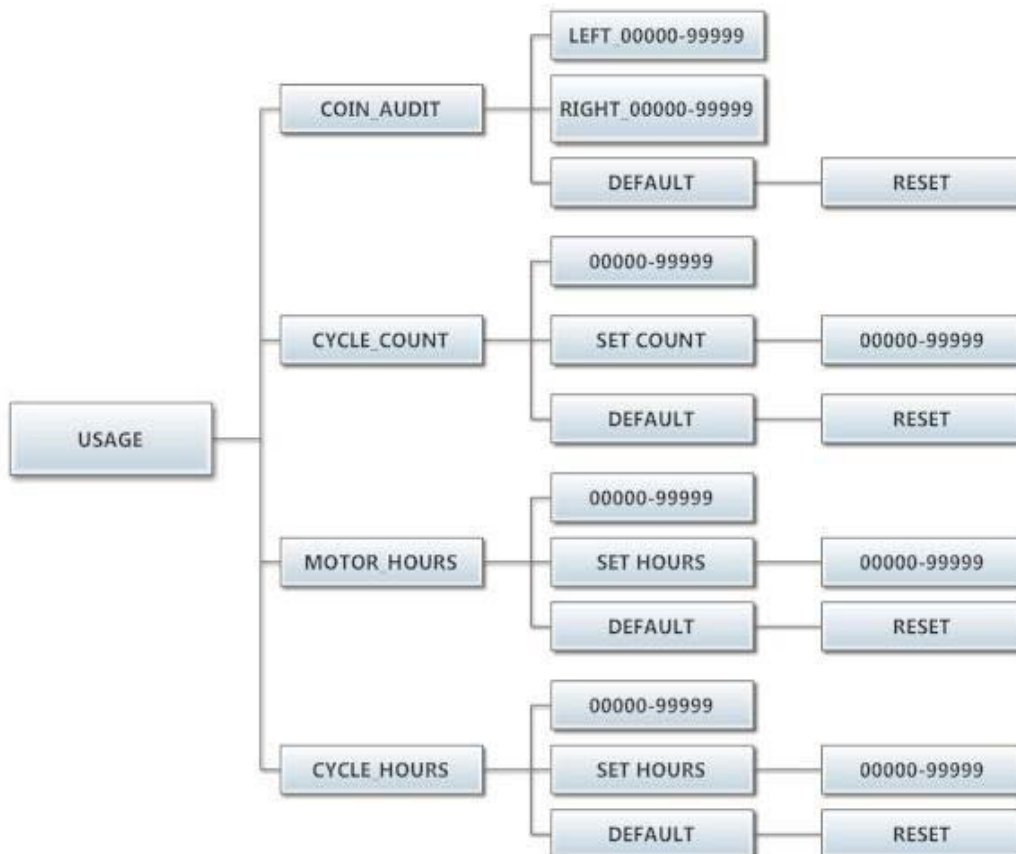 USAGE
COIN_AUDIT
LEFT_00000-99999
RIGHT_00000-99999
DEFAULT
RESET
CYCLE_COUNT
00000-99999
SET COUNT
00000-99999
DEFAULT
RESET
MOTOR_HOURS
00000-99999
SET HOURS
00000-99999
DEFAULT
RESET
CYCLE_HOURS
00000-99999
SET HOURS
00000-99999
DEFAULT
RESET